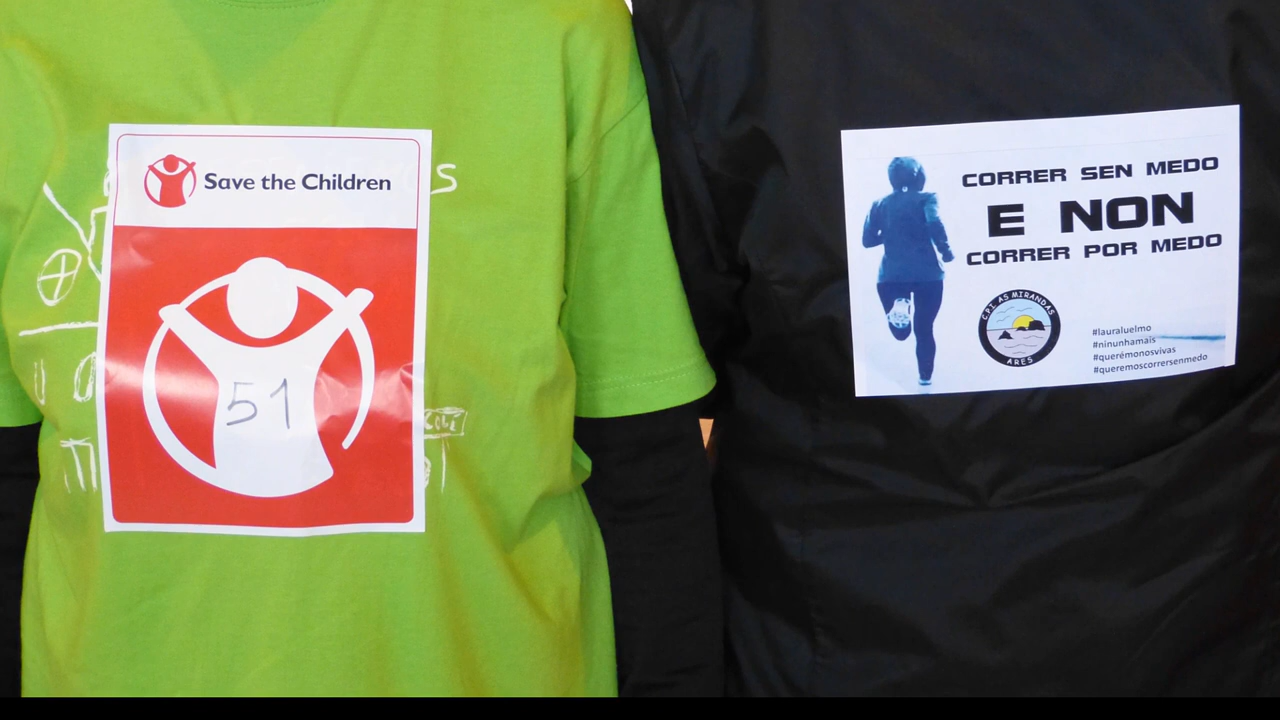 Save the Children
S
51
CORRER SEN MEDO
E NON
CORRER POR MEDO
C.P.I. AS MIRANDAS
ARES
#lauraluelmo
#ninunhamais
#querémonosvivas
#queremoscorrersenmedo